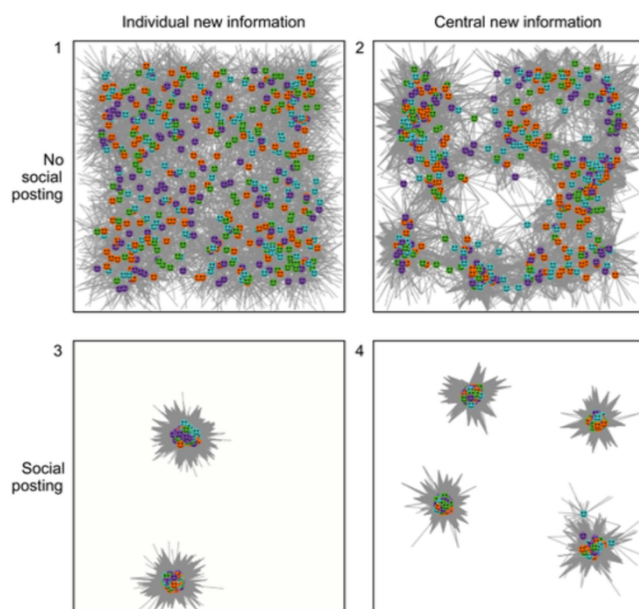 Individual new information
Central new information
1
2
No
social
posting
3
4
Social
posting